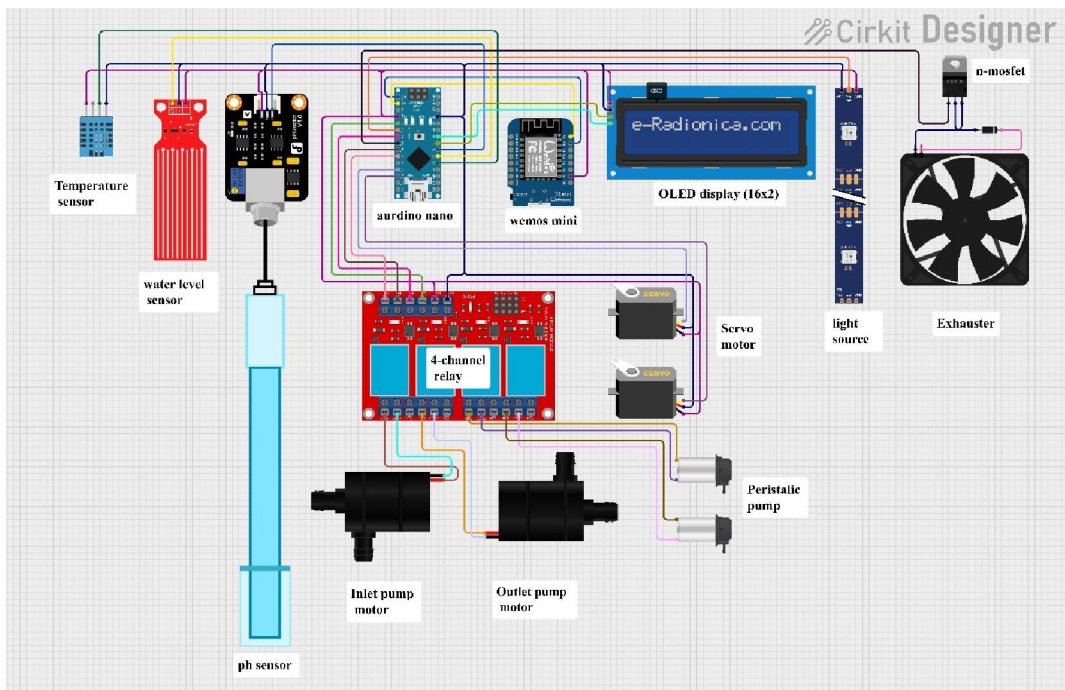 Cirkit Designer
n-mosfet
GND
e-Radionica.com
Temperature
sensor
aurdino nano
wemos mini
OLED display (16x2)
water level
sensor
4-channel
relay
SERVO
Servo
motor
SERVO
light
source
Exhauster
Peristalic
pump
Inlet pump
motor
Outlet pump
motor
ph sensor